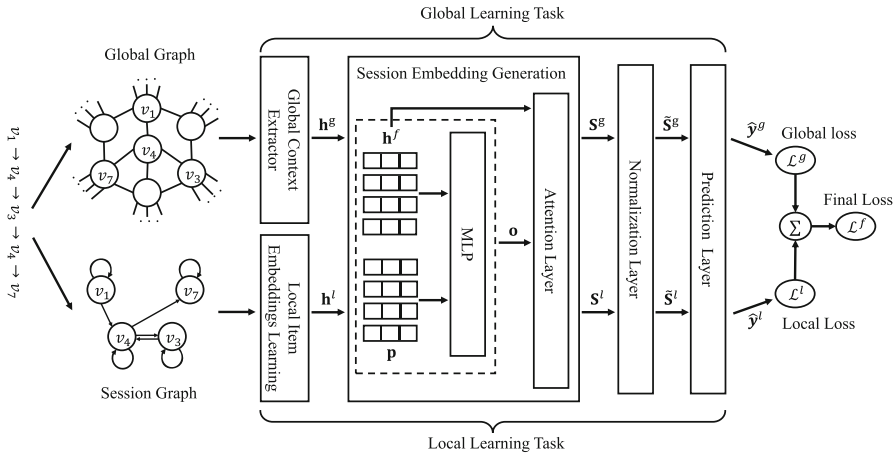 Global Learning Task
Global Graph
v₁ → v₄ → v₃ → v₄ → v₇
v₁
v₄
v₇
v₃
Global Context
Extractor
h^g
Session Embedding Generation
h^f
MLP
p
o
Attention Layer
S^g
S^l
Normalization Layer
S̃^g
S̃^l
Prediction Layer
ŷ^g
Global loss
ℒ^g
Final Loss
Σ
ℒ^f
ŷ^l
ℒ^l
Local Loss
v₁
v₇
v₄
v₃
Session Graph
Local Item
Embeddings Learning
h^l
Local Learning Task